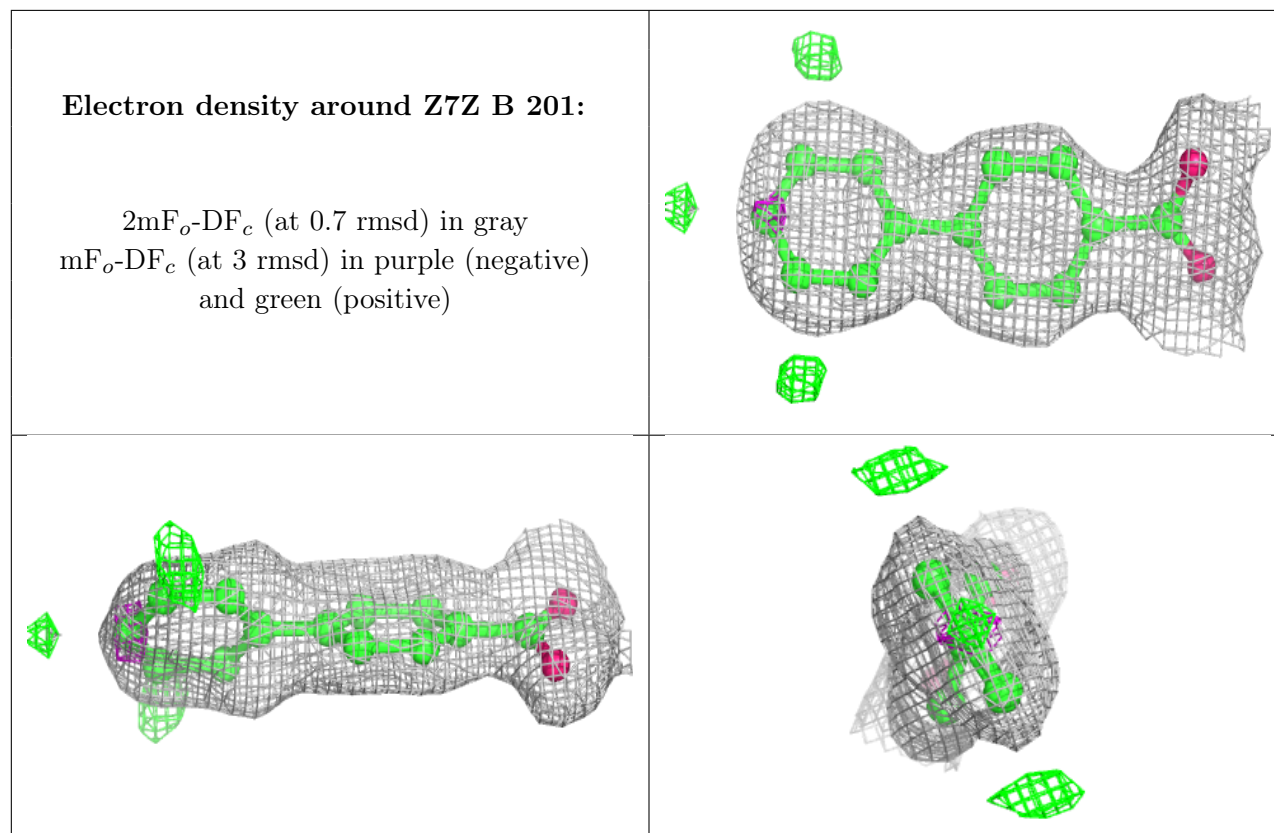 Electron density around Z7Z B 201:
2mFo-DFc (at 0.7 rmsd) in gray
mFo-DFc (at 3 rmsd) in purple (negative)
and green (positive)